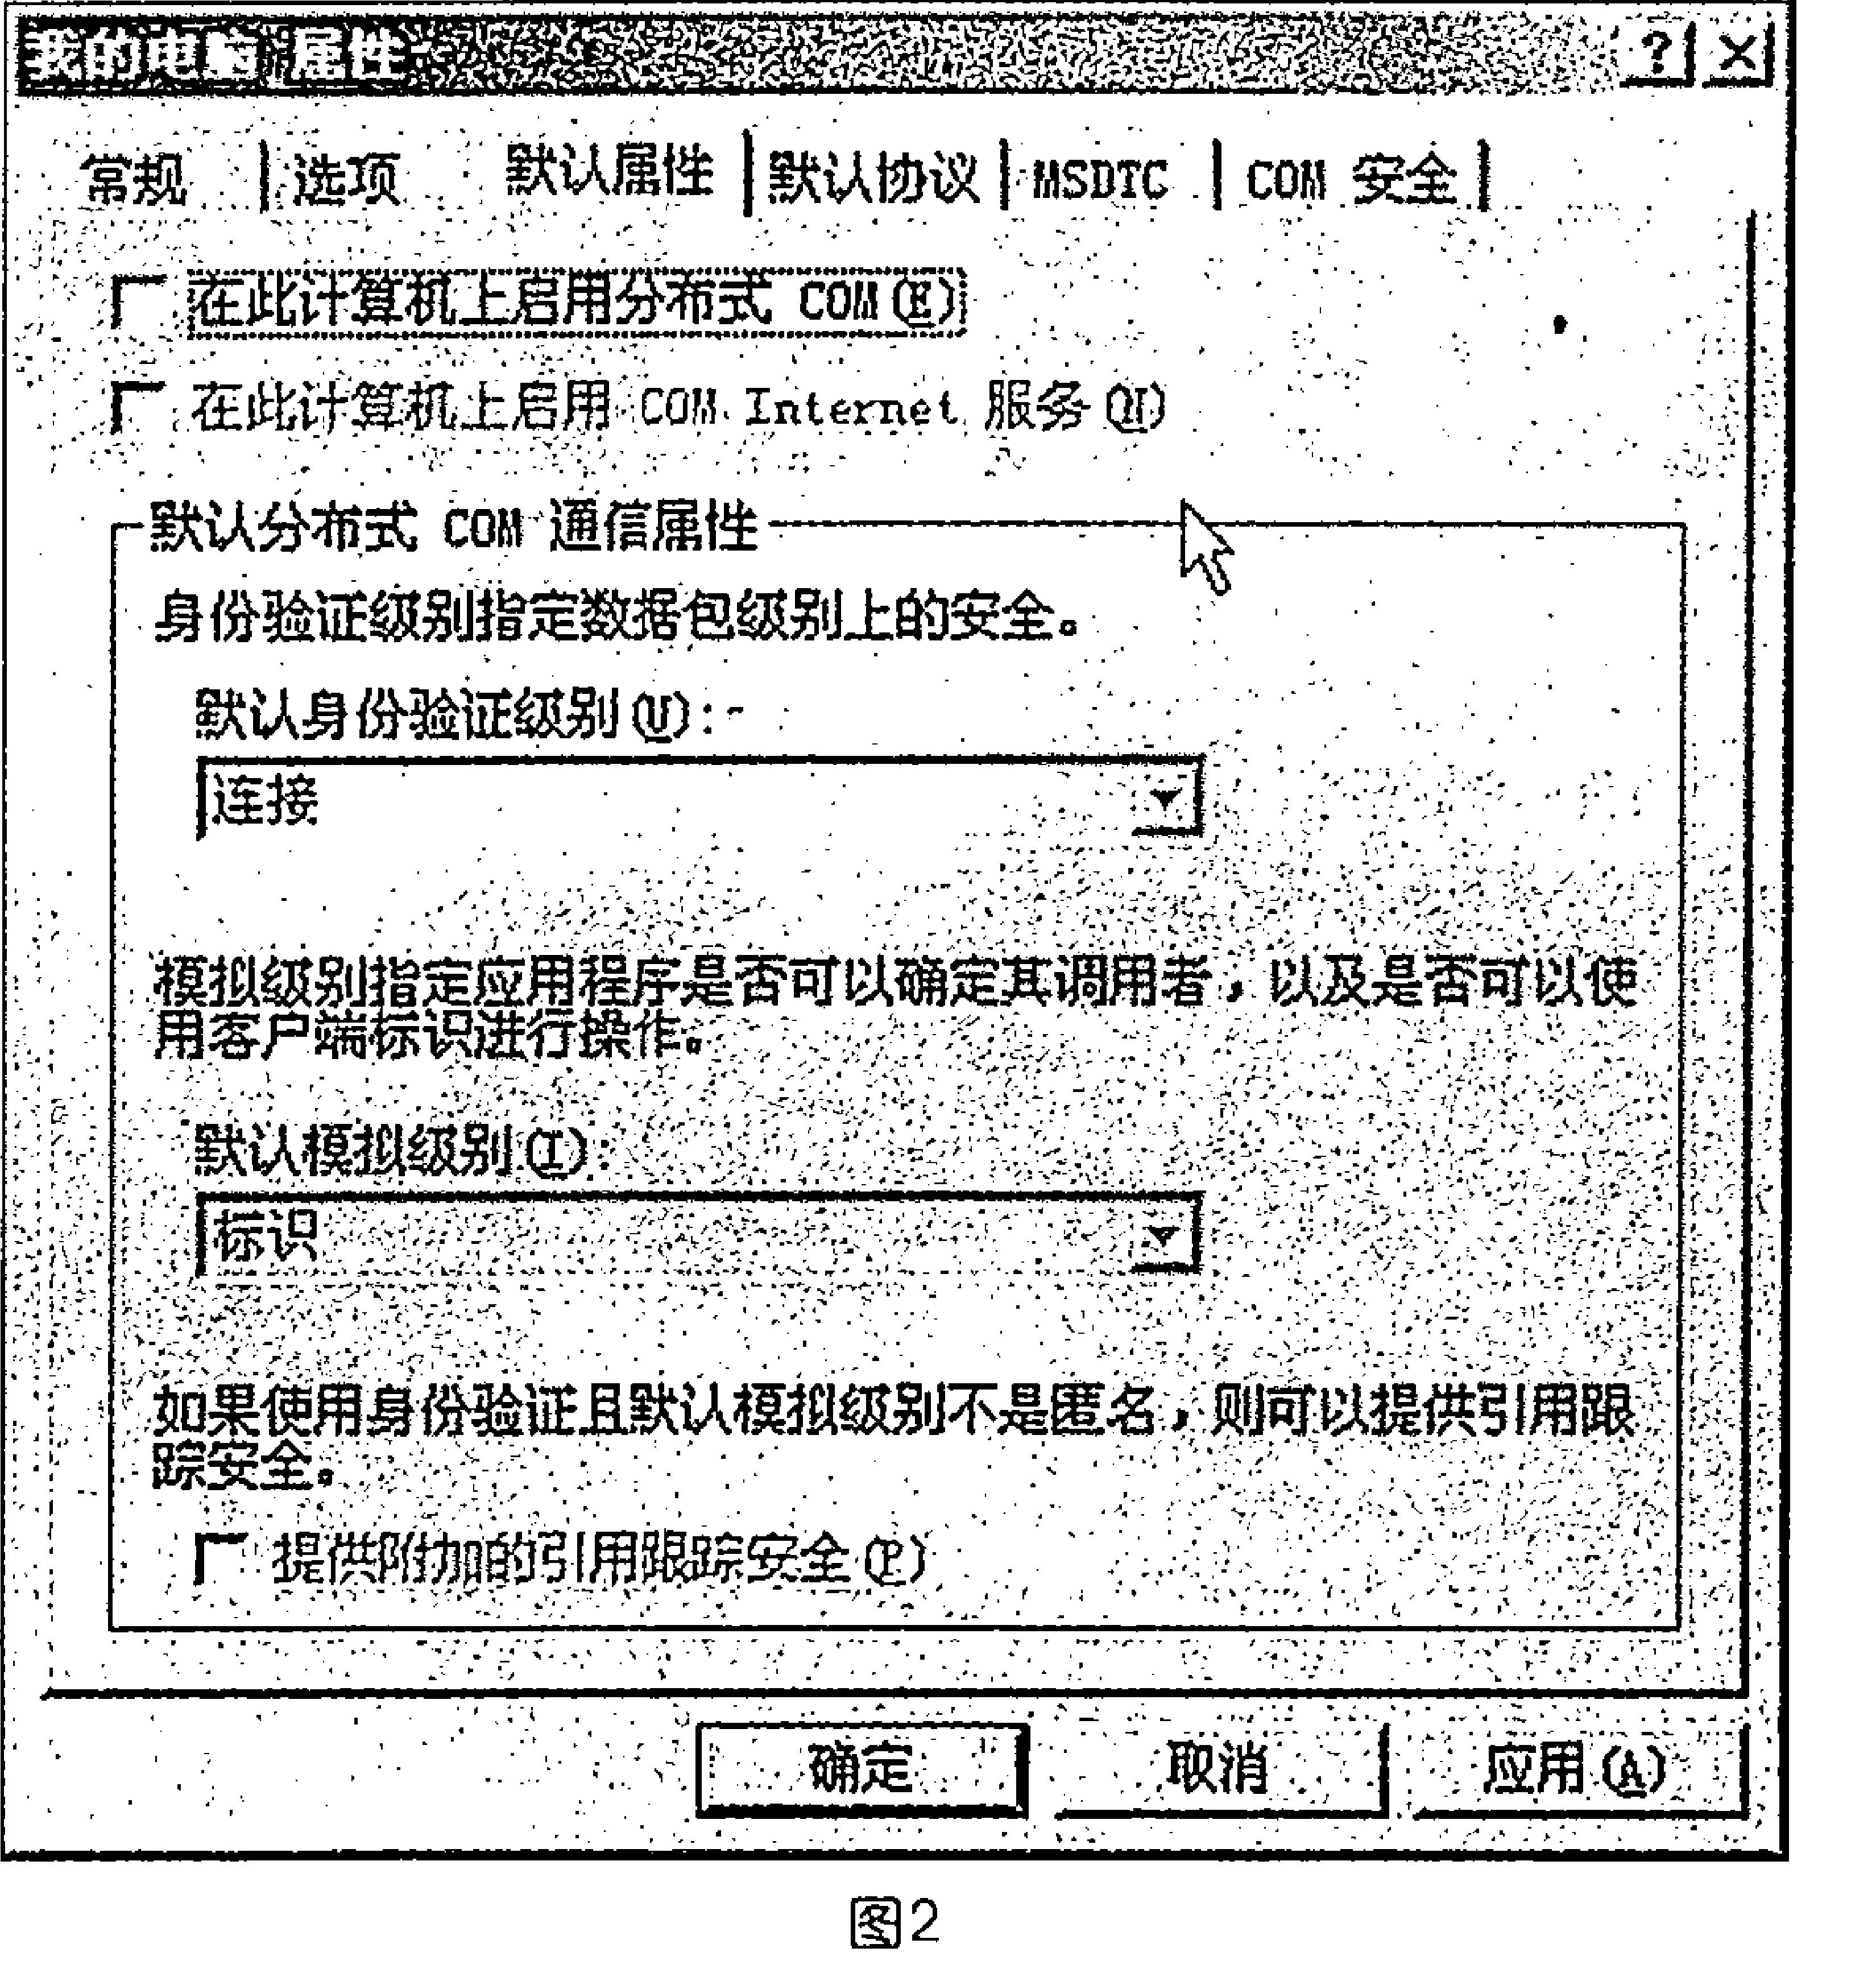 我的电脑 属性
常规 选项 默认属性 默认协议 MSDTC COM 安全
在此计算机上启用分布式 COM(E)
在此计算机上启用 COM Internet 服务(N)
默认分布式 COM 通信属性
身份验证级别指定数据包级别上的安全。
默认身份验证级别(U):
连接
模拟级别指定应用程序是否可以确定其调用者，以及是否可以使
用客户端标识进行操作。
默认模拟级别(I):
标识
如果使用身份验证且默认模拟级别不是匿名，则可以提供引用跟
踪安全。
提供附加的引用跟踪安全(P)
确定 取消 应用(A)
图2